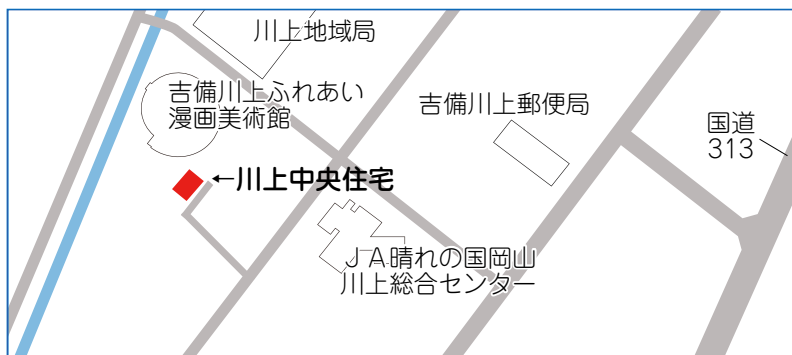 川上地域局
吉備川上ふれあい
漫画美術館
吉備川上郵便局
国道
313
←川上中央住宅
JA晴れの国岡山
川上総合センター